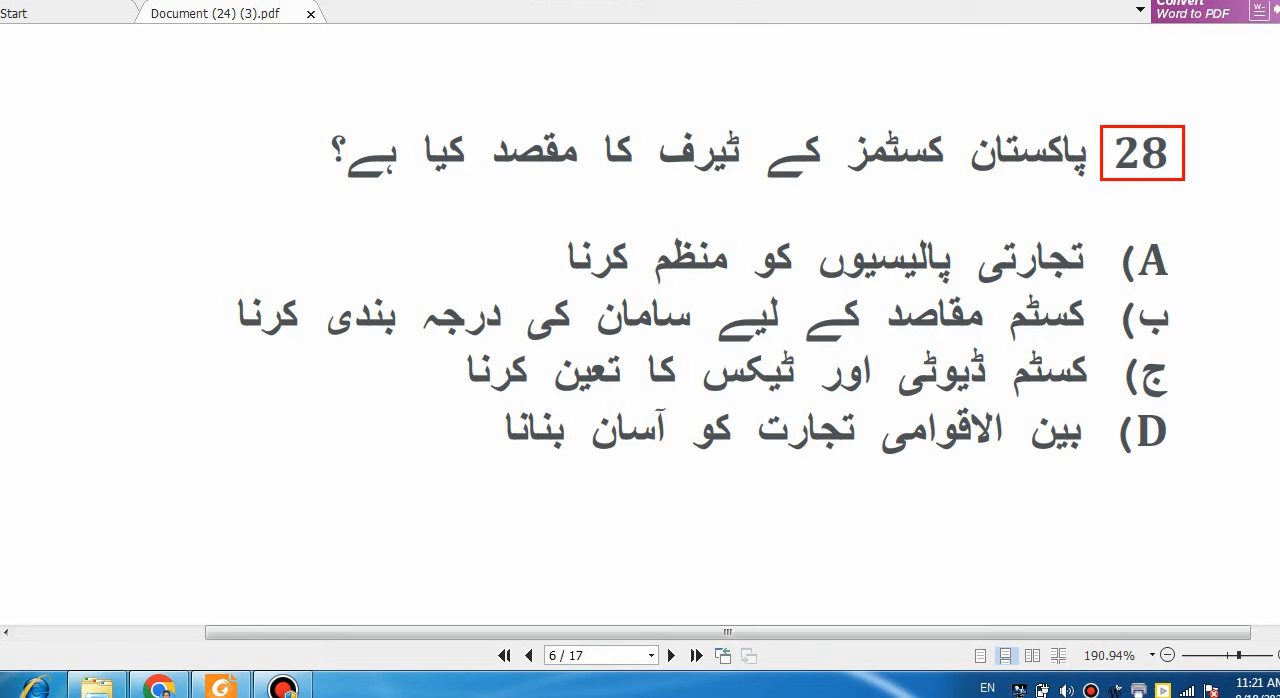 Start
Document (24) (3).pdf
Convert
Word to PDF
28 پاکستان کسٹمز کے ٹیرف کا مقصد کیا ہے؟
A) تجارتی پالیسیوں کو منظم کرنا
ب) کسٹم مقاصد کے لیے سامان کی درجہ بندی کرنا
ج) کسٹم ڈیوٹی اور ٹیکس کا تعین کرنا
D) بین الاقوامی تجارت کو آسان بنانا
6 / 17
190.94%
EN
11:21 AM